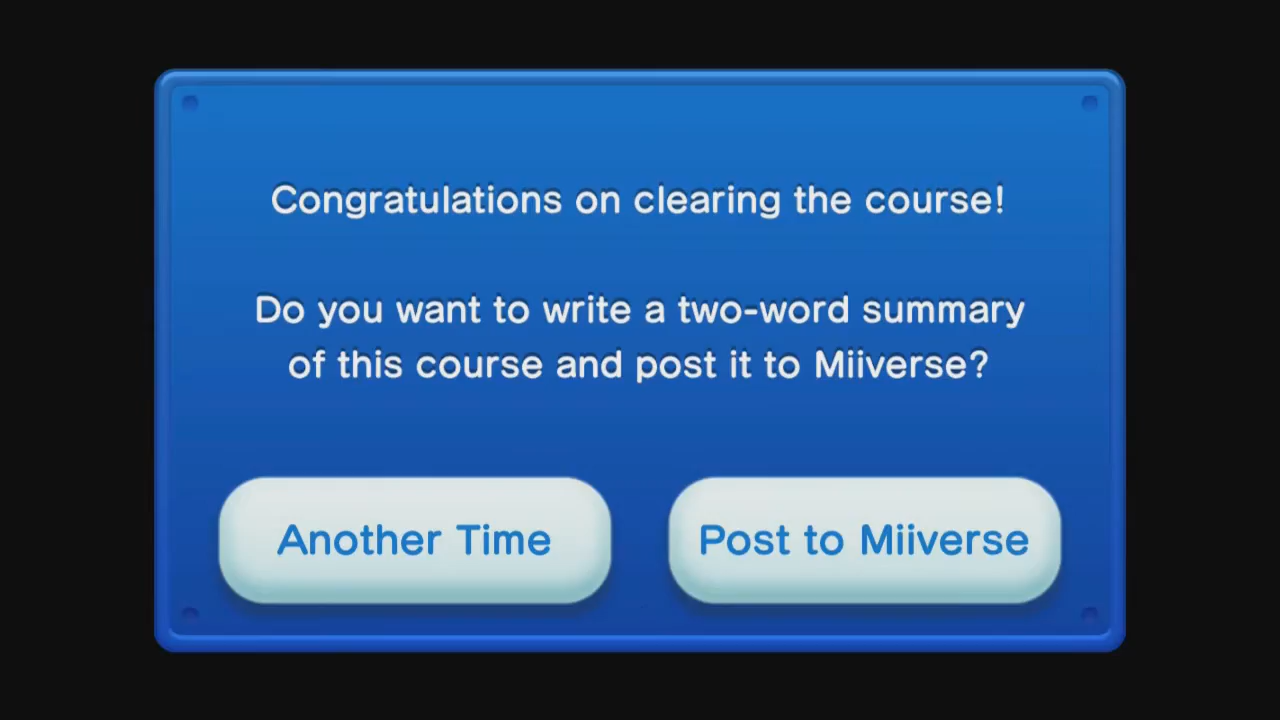 Congratulations on clearing the course!
Do you want to write a two-word summary
of this course and post it to Miiverse?
Another Time
Post to Miiverse